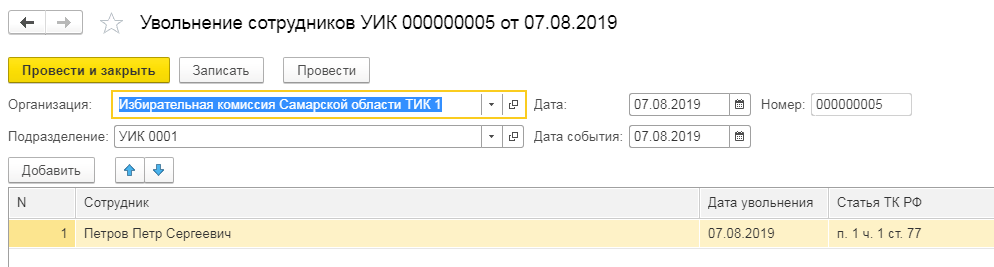 Увольнение сотрудников УИК 000000005 от 07.08.2019
Провести и закрыть Записать Провести
Организация: Избирательная комиссия Самарской области ТИК 1 Дата: 07.08.2019 Номер: 000000005
Подразделение: УИК 0001 Дата события: 07.08.2019
Добавить
N Сотрудник Дата увольнения Статья ТК РФ
1 Петров Петр Сергеевич 07.08.2019 п. 1 ч. 1 ст. 77